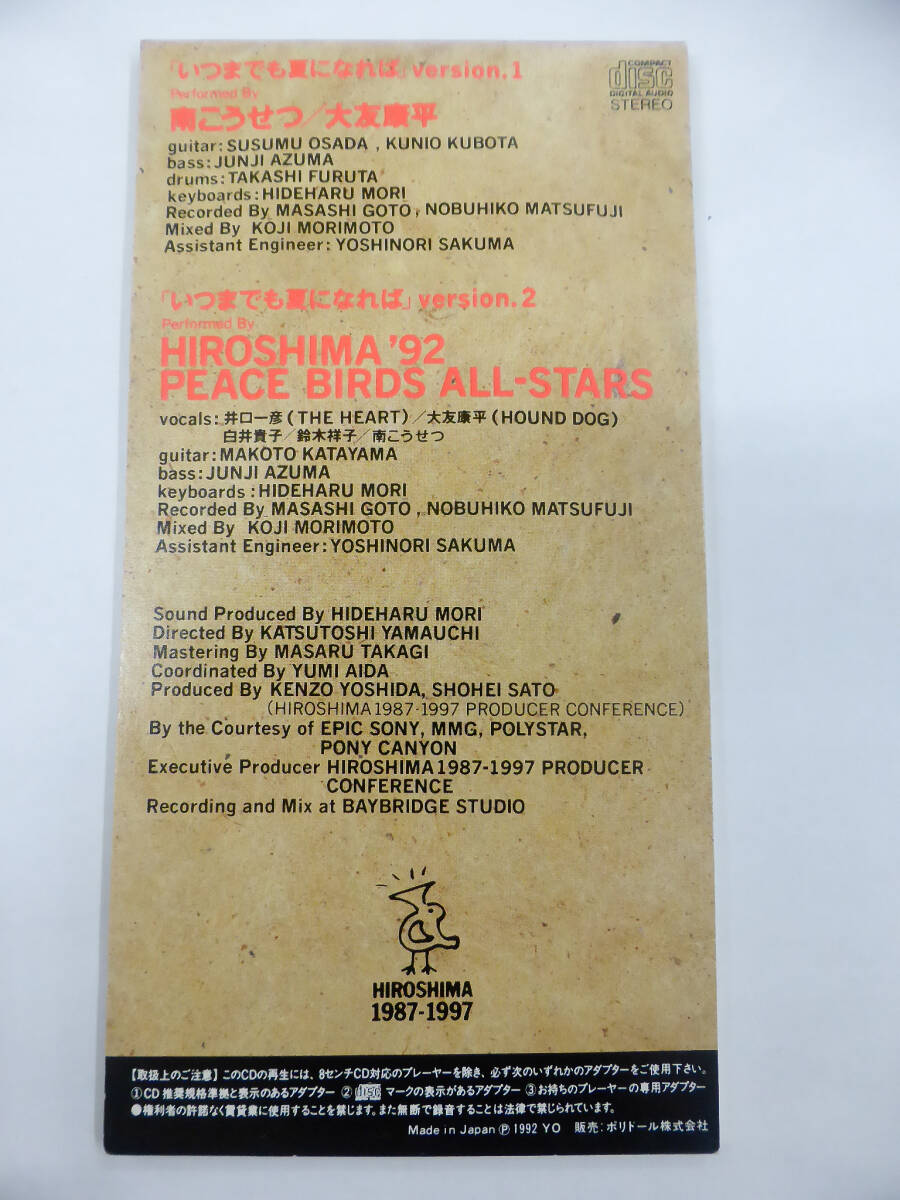 「いつまでも夏になれば」version.1
Performed By
南こうせつ/大友康平
COMPACT
disc
DIGITAL AUDIO
STEREO
guitar:SUSUMU OSADA , KUNIO KUBOTA
bass:JUNJI AZUMA
drums:TAKASHI FURUTA
keyboards:HIDEHARU MORI
Recorded By MASASHI GOTO , NOBUHIKO MATSUFUJI
Mixed By KOJI MORIMOTO
Assistant Engineer:YOSHINORI SAKUMA
「いつまでも夏になれば」version.2
Performed By
HIROSHIMA '92
PEACE BIRDS ALL-STARS
vocals:井口一彦(THE HEART)/大友康平(HOUND DOG)
白井貴子/鈴木祥子/南こうせつ
guitar:MAKOTO KATAYAMA
bass:JUNJI AZUMA
keyboards :HIDEHARU MORI
Recorded By MASASHI GOTO , NOBUHIKO MATSUFUJI
Mixed By KOJI MORIMOTO
Assistant Engineer:YOSHINORI SAKUMA
Sound Produced By HIDEHARU MORI
Directed By KATSUTOSHI YAMAUCHI
Mastering By MASARU TAKAGI
Coordinated By YUMI AIDA
Produced By KENZO YOSHIDA, SHOHEI SATO
(HIROSHIMA1987-1997 PRODUCER CONFERENCE)
By the Courtesy of EPIC SONY, MMG, POLYSTAR,
PONY CANYON
Executive Producer HIROSHIMA1987-1997 PRODUCER
CONFERENCE
Recording and Mix at BAYBRIDGE STUDIO
HIROSHIMA
1987-1997
【取扱上のご注意】このCDの再生には、8センチCD対応のプレーヤーを除き、必ず次のいずれかのアダプターをご使用下さい。
①CD推奨規格準拠と表示のあるアダプター ②disc マークの表示があるアダプター ③お持ちのプレーヤーの専用アダプター
●権利者の許諾なく賃貸業に使用することを禁じます。また無断で録音することは法律で禁じられています。
Made in Japan Ⓟ 1992 YO 販売:ポリドール株式会社